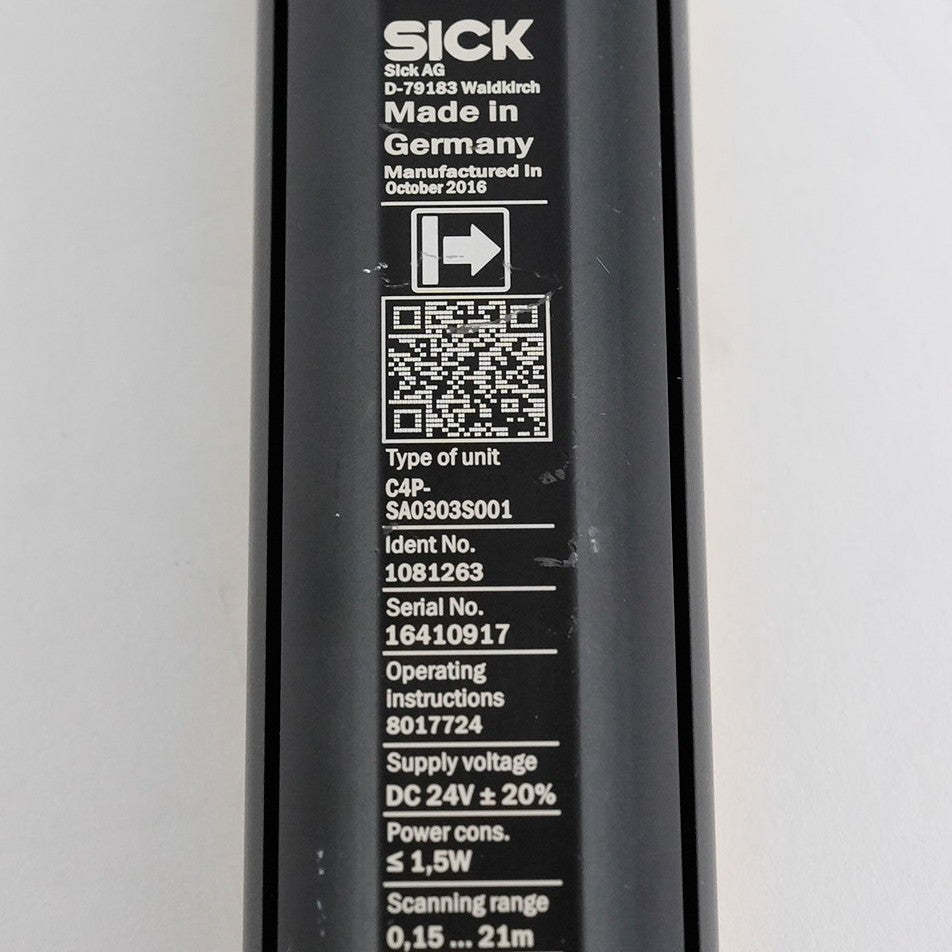 SICK
Sick AG
D-79183 Waldkirch
Made in
Germany
Manufactured in
October 2016
Type of unit
C4P-
SA0303S001
Ident No.
1081263
Serial No.
16410917
Operating
instructions
8017724
Supply voltage
DC 24V ± 20%
Power cons.
≤ 1,5W
Scanning range
0,15 ... 21m